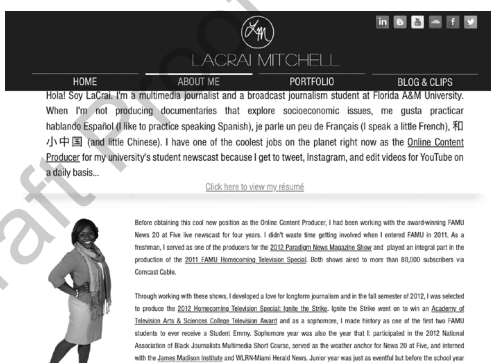 LM
LACRAI MITCHELL
HOME ABOUT ME PORTFOLIO BLOG & CLIPS
Hola! Soy LaCrai. I'm a multimedia journalist and a broadcast journalism student at Florida A&M University.
When I'm not producing documentaries that explore socioeconomic issues, me gusta practicar
hablando Español (I like to practice speaking Spanish), je parle un peu de Français (I speak a little French), 和
小中国 (and little Chinese). I have one of the coolest jobs on the planet right now as the Online Content
Producer for my university's student newscast because I get to tweet, Instagram, and edit videos for YouTube on
a daily basis...
Click here to view my résumé
Before obtaining this cool new position as the Online Content Producer, I had been working with the award-winning FAMU
News 20 at Five live newscast for four years. I didn't waste time getting involved when I entered FAMU in 2011. As a
freshman, I served as one of the producers for the 2012 Paradigm News Magazine Show and played an integral part in the
production of the 2011 FAMU Homecoming Television Special. Both shows aired to more than 80,000 subscribers via
Comcast Cable.
Through working with these shows, I developed a love for longform journalism and in the fall semester of 2012, I was selected
to produce the 2012 Homecoming Television Special: Ignite the Strike. Ignite the Strike went on to win an Academy of
Television Arts & Sciences College Television Award and as a sophomore, I made history as one of the first two FAMU
students to ever receive a Student Emmy. Sophomore year was also the year that I: participated in the 2012 National
Association of Black Journalists Multimedia Short Course, served as the weather anchor for News 20 at Five, and interned
with the James Madison Institute and WLRN-Miami Herald News. Junior year was just as eventful but before the school year